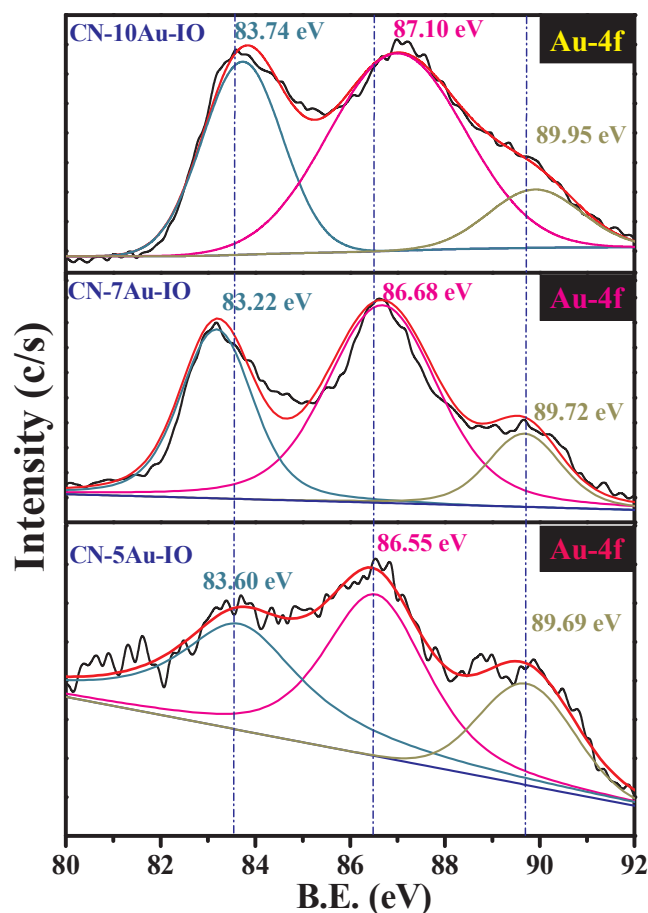 CN-10Au-IO
83.74 eV
87.10 eV
Au-4f
89.95 eV
CN-7Au-IO
83.22 eV
86.68 eV
Au-4f
89.72 eV
CN-5Au-IO
83.60 eV
86.55 eV
Au-4f
89.69 eV
Intensity (c/s)
80 82 84 86 88 90 92
B.E. (eV)